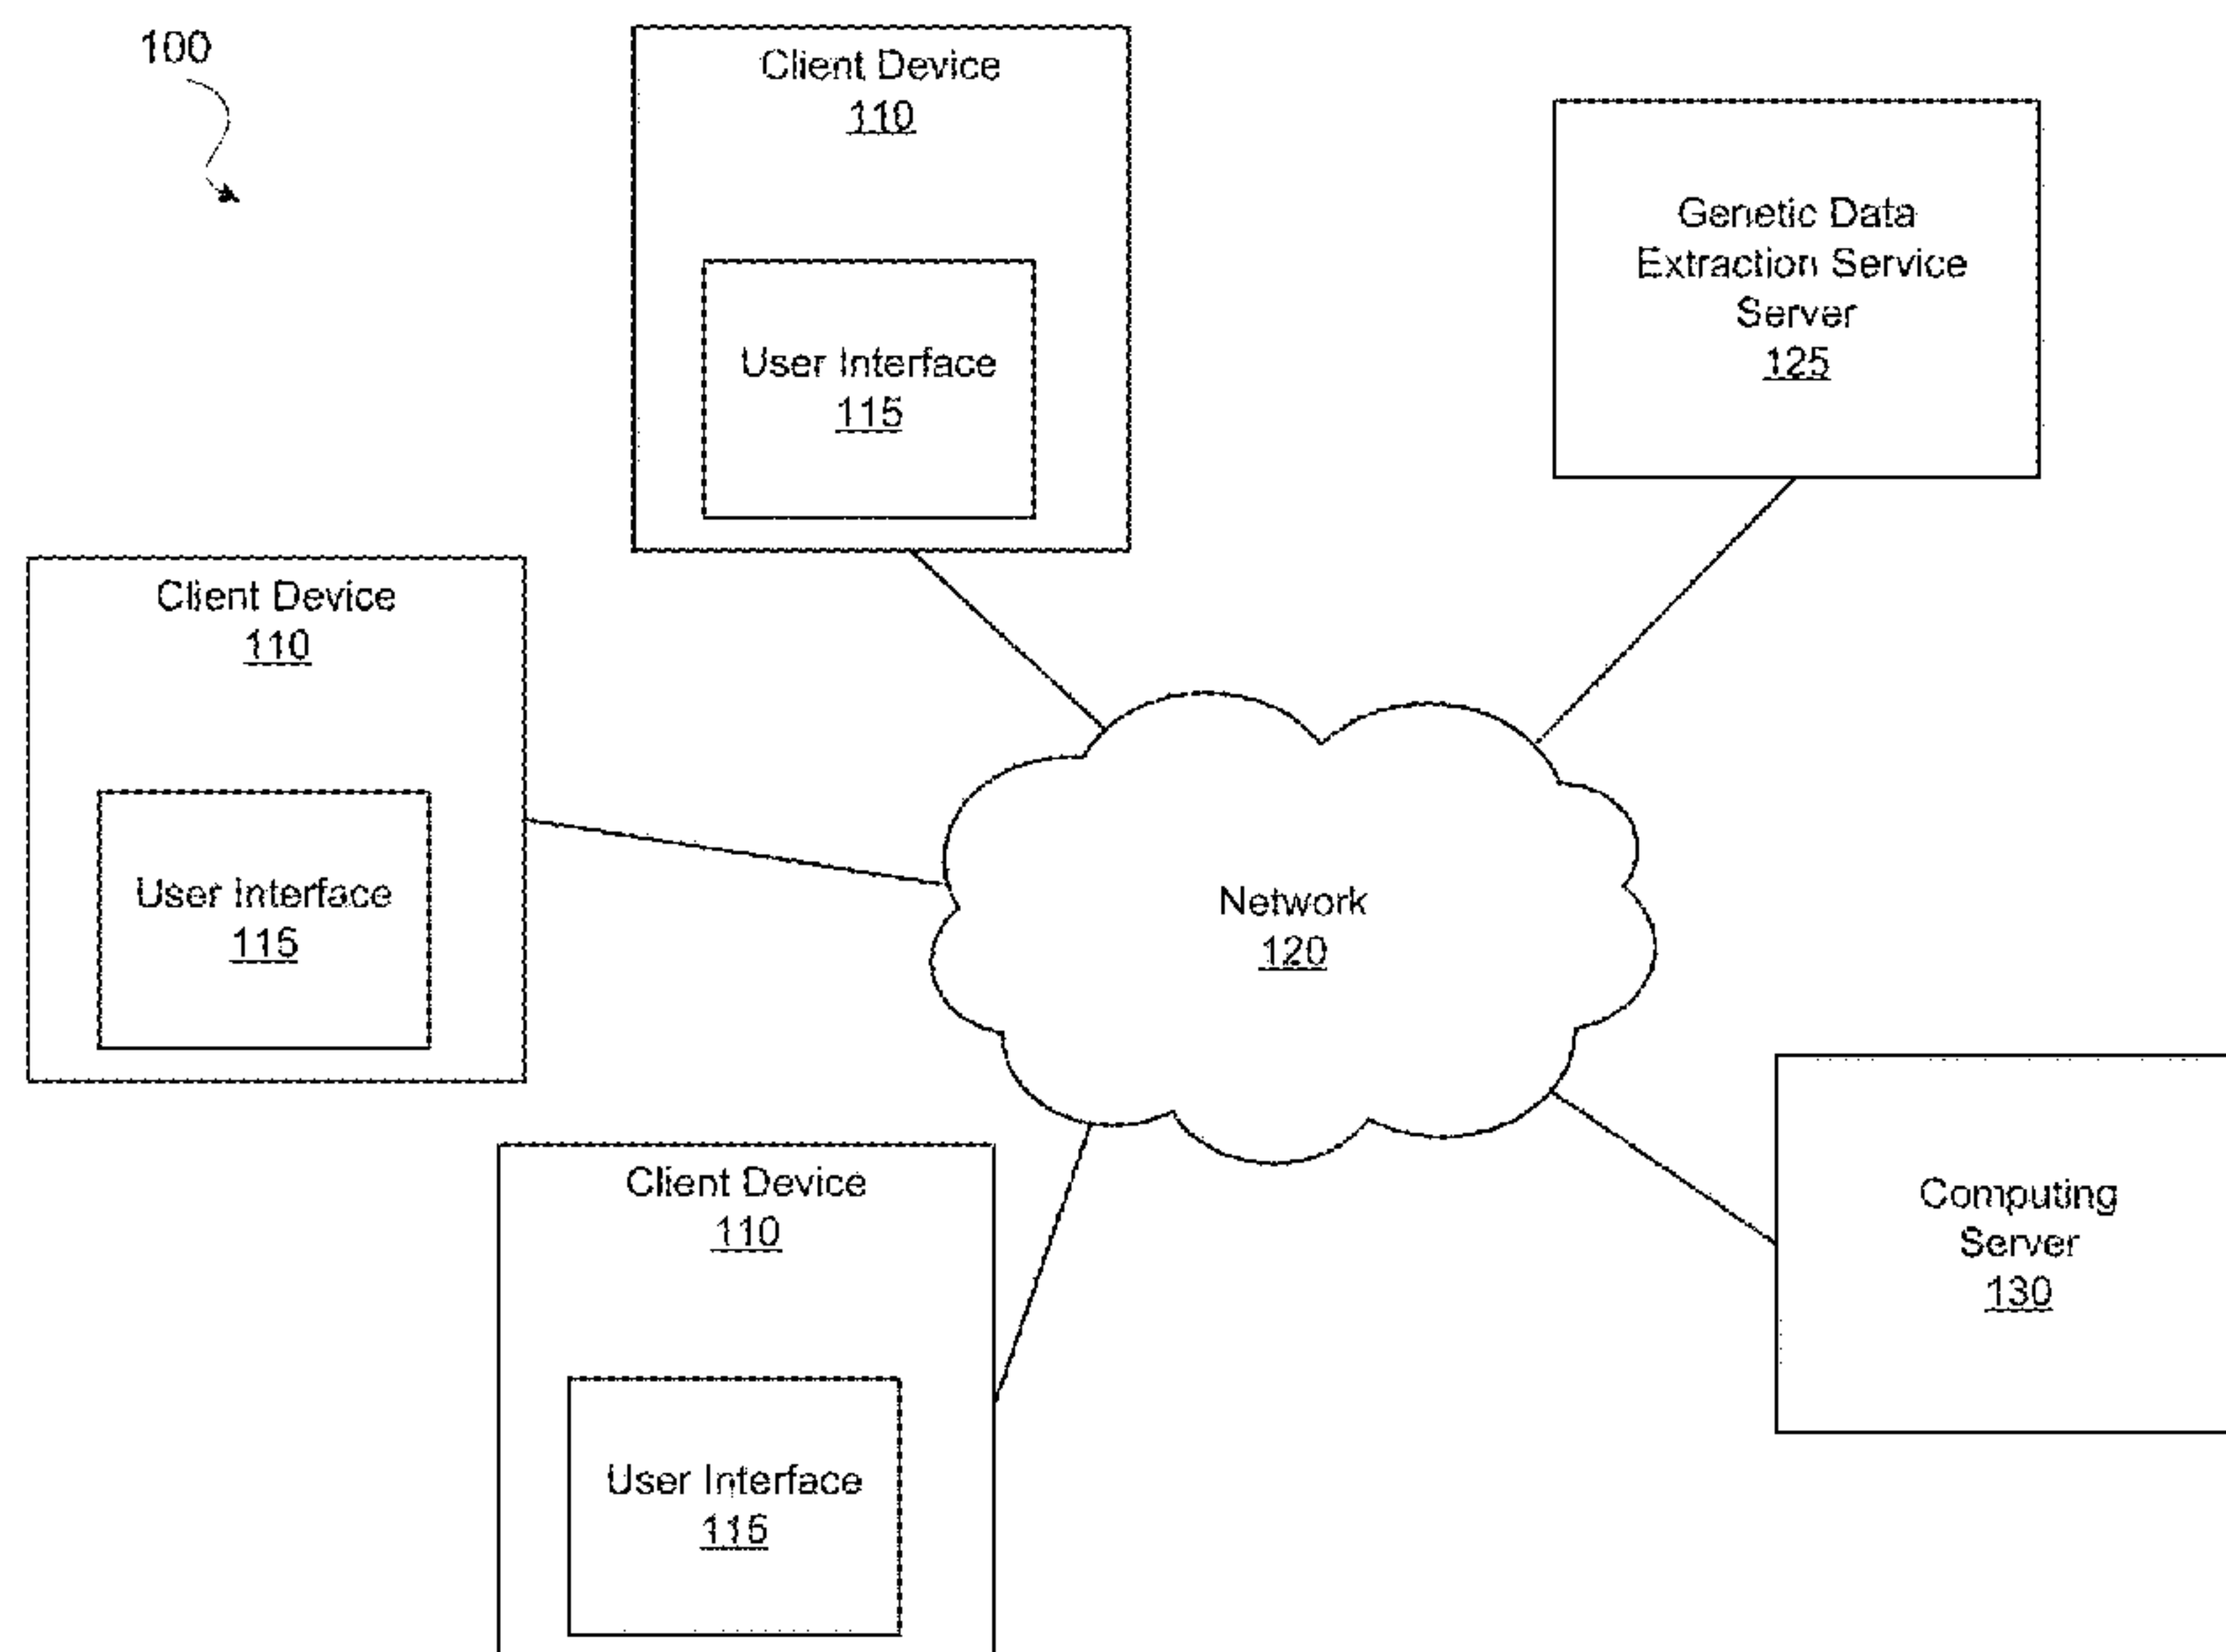 100
Client Device
110
User Interface
115
Genetic Data
Extraction Service
Server
125
Client Device
110
User Interface
115
Network
120
Client Device
110
User Interface
115
Computing
Server
130